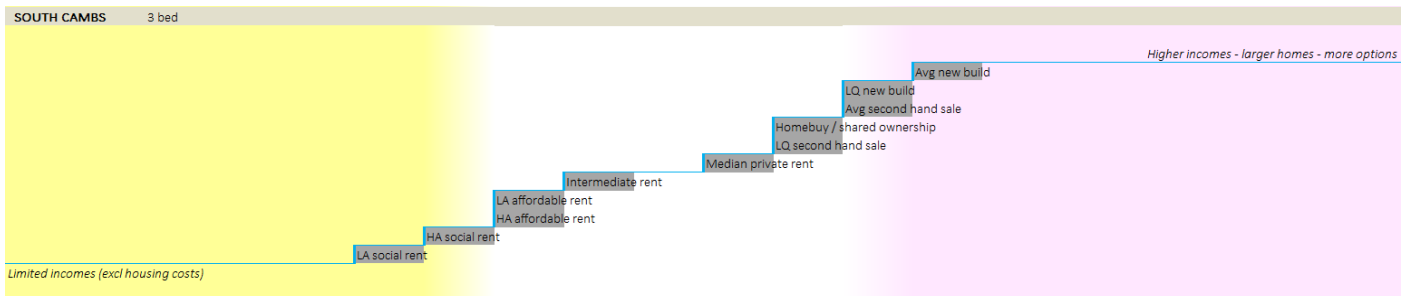 SOUTH CAMBS 3 bed
Higher incomes - larger homes - more options
Avg new build
LQ new build
Avg second hand sale
Homebuy / shared ownership
LQ second hand sale
Median private rent
Intermediate rent
LA affordable rent
HA affordable rent
HA social rent
LA social rent
Limited incomes (excl housing costs)